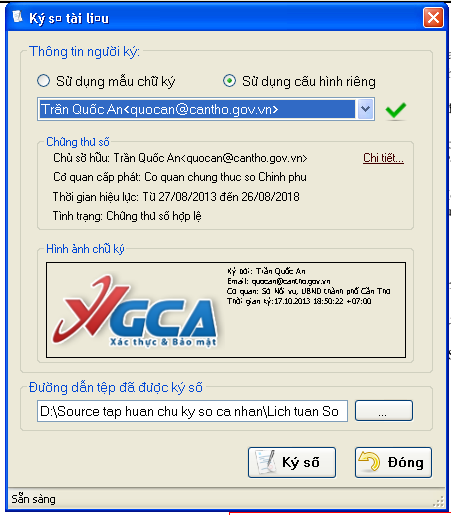 Ký số tài liệu
Thông tin người ký:
Sử dụng mẫu chữ ký
Sử dụng cấu hình riêng
Trần Quốc An<quocan@cantho.gov.vn>
Chứng thư số
Chủ sở hữu: Trần Quốc An<quocan@cantho.gov.vn>
Chi tiết...
Cơ quan cấp phát: Co quan chung thuc so Chinh phu
Thời gian hiệu lực: Từ 27/08/2013 đến 26/08/2018
Tình trạng: Chứng thư số hợp lệ
Hình ảnh chữ ký
Ký bởi: Trần Quốc An
Email: quocan@cantho.gov.vn
Cơ quan: Sở Nội vụ, UBND thành phố Cần Thơ
Thời gian ký:17.10.2013 18:50:22 +07:00
GCA
Xác thực & Bảo mật
Đường dẫn tệp đã được ký số
D:\Source tap huan chu ky so ca nhan\Lich tuan So
...
Ký số
Đóng
Sẵn sàng